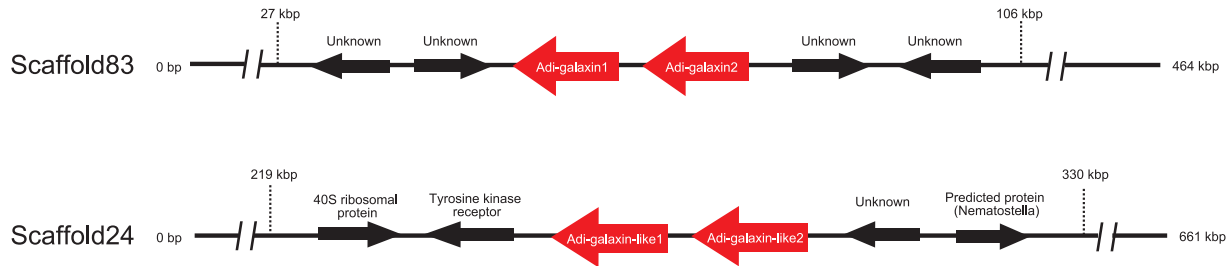 27 kbp
106 kbp
Unknown
Unknown
Unknown
Unknown
Scaffold83
0 bp
Adi-galaxin1
Adi-galaxin2
464 kbp
219 kbp
330 kbp
40S ribosomal
protein
Tyrosine kinase
receptor
Unknown
Predicted protein
(Nematostella)
Scaffold24
0 bp
Adi-galaxin-like1
Adi-galaxin-like2
661 kbp